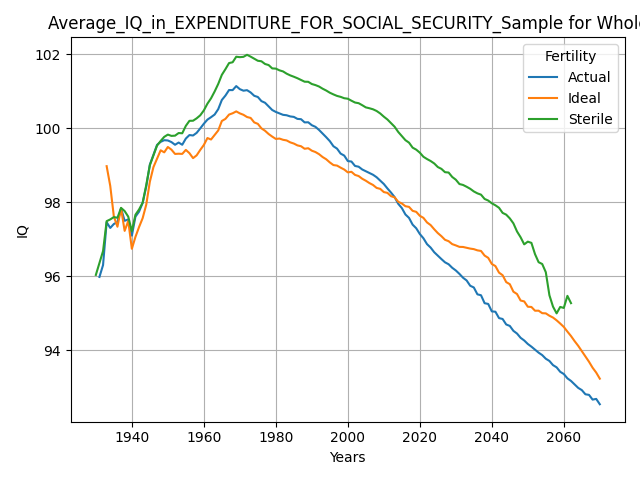 Average_IQ_in_EXPENDITURE_FOR_SOCIAL_SECURITY_Sample for Whol
Fertility
Actual
Ideal
Sterile
102
100
98
96
94
IQ
1940 1960 1980 2000 2020 2040 2060
Years